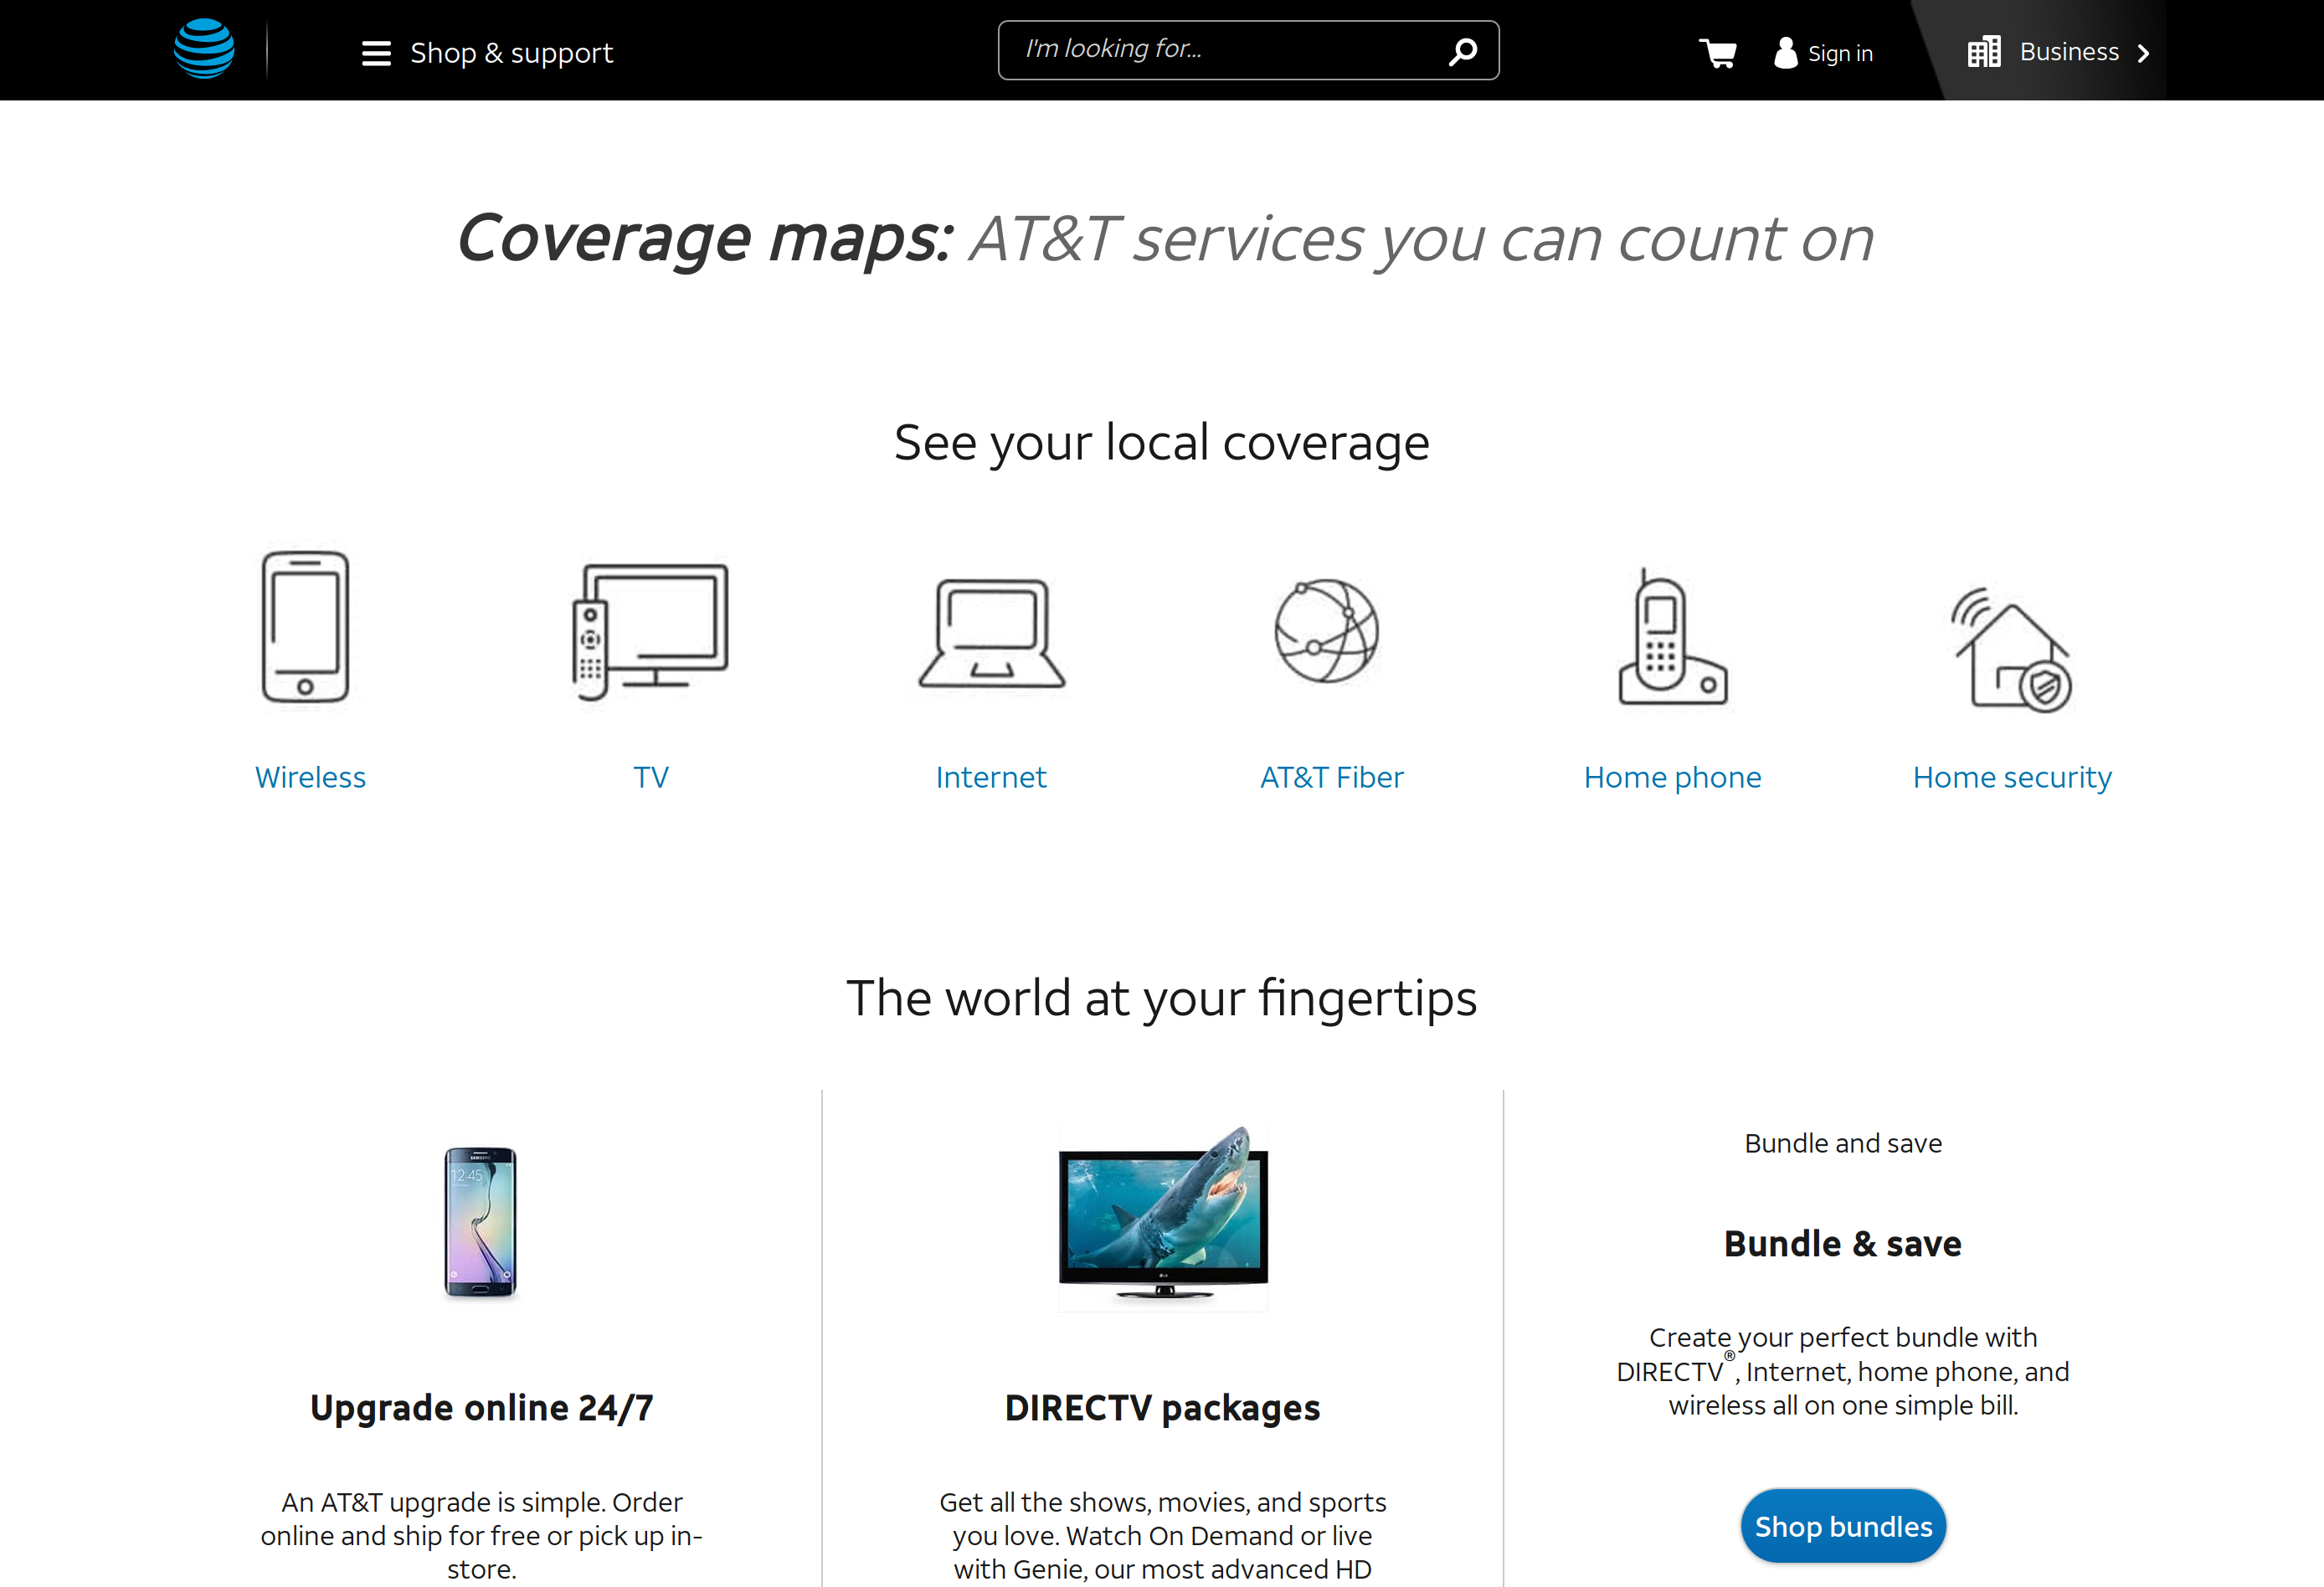 Shop & support
I'm looking for...
Sign in
Business
Coverage maps: AT&T services you can count on
See your local coverage
Wireless
TV
Internet
AT&T Fiber
Home phone
Home security
The world at your fingertips
SAMSUNG
12:45
Upgrade online 24/7
An AT&T upgrade is simple. Order
online and ship for free or pick up in-
store.
DIRECTV packages
Get all the shows, movies, and sports
you love. Watch On Demand or live
with Genie, our most advanced HD
Bundle and save
Bundle & save
Create your perfect bundle with
DIRECTV®, Internet, home phone, and
wireless all on one simple bill.
Shop bundles